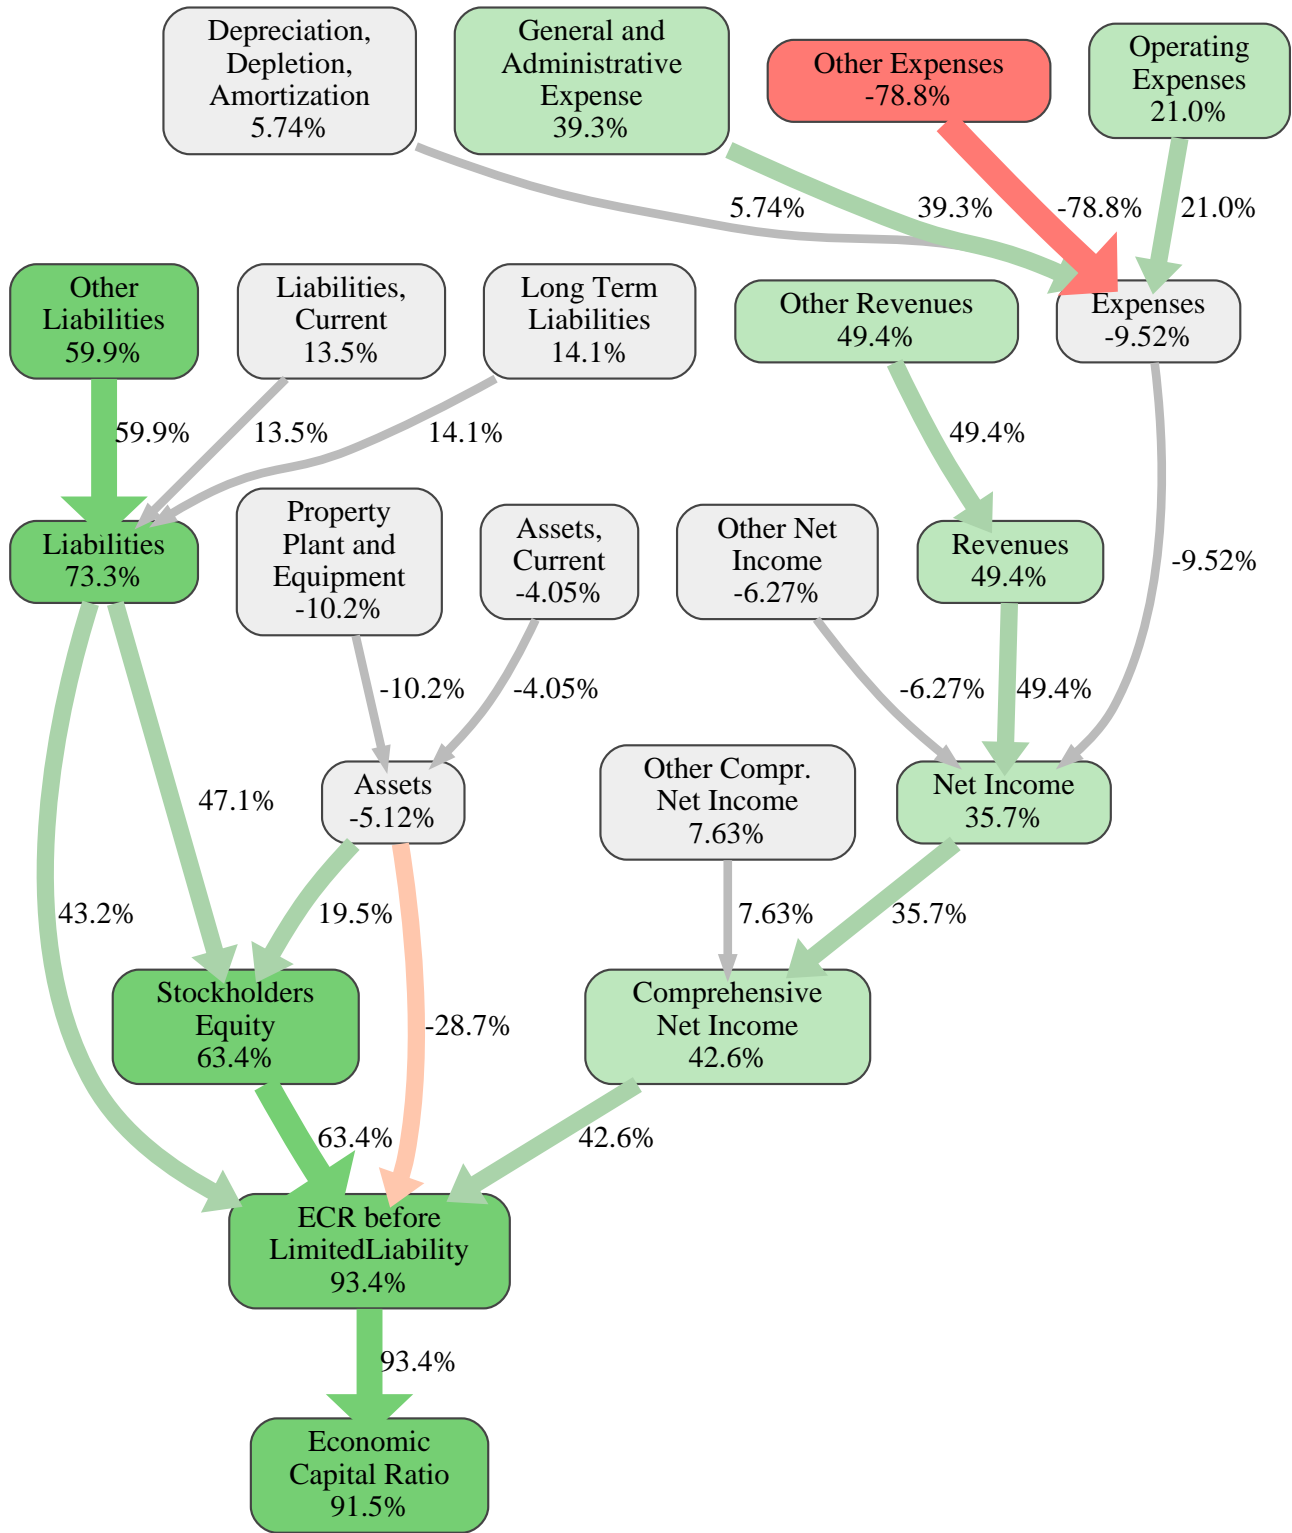 Depreciation,
Depletion,
Amortization
5.74%
General and
Administrative
Expense
39.3%
Other Expenses
-78.8%
Operating
Expenses
21.0%
5.74%
39.3%
-78.8%
21.0%
Other
Liabilities
59.9%
Liabilities,
Current
13.5%
Long Term
Liabilities
14.1%
Other Revenues
49.4%
Expenses
-9.52%
59.9%
13.5%
14.1%
49.4%
Liabilities
73.3%
Property
Plant and
Equipment
-10.2%
Assets,
Current
-4.05%
Other Net
Income
-6.27%
Revenues
49.4%
-9.52%
-10.2%
-4.05%
-6.27%
49.4%
47.1%
Assets
-5.12%
Other Compr.
Net Income
7.63%
Net Income
35.7%
43.2%
19.5%
7.63%
35.7%
Stockholders
Equity
63.4%
-28.7%
Comprehensive
Net Income
42.6%
63.4%
42.6%
ECR before
LimitedLiability
93.4%
93.4%
Economic
Capital Ratio
91.5%